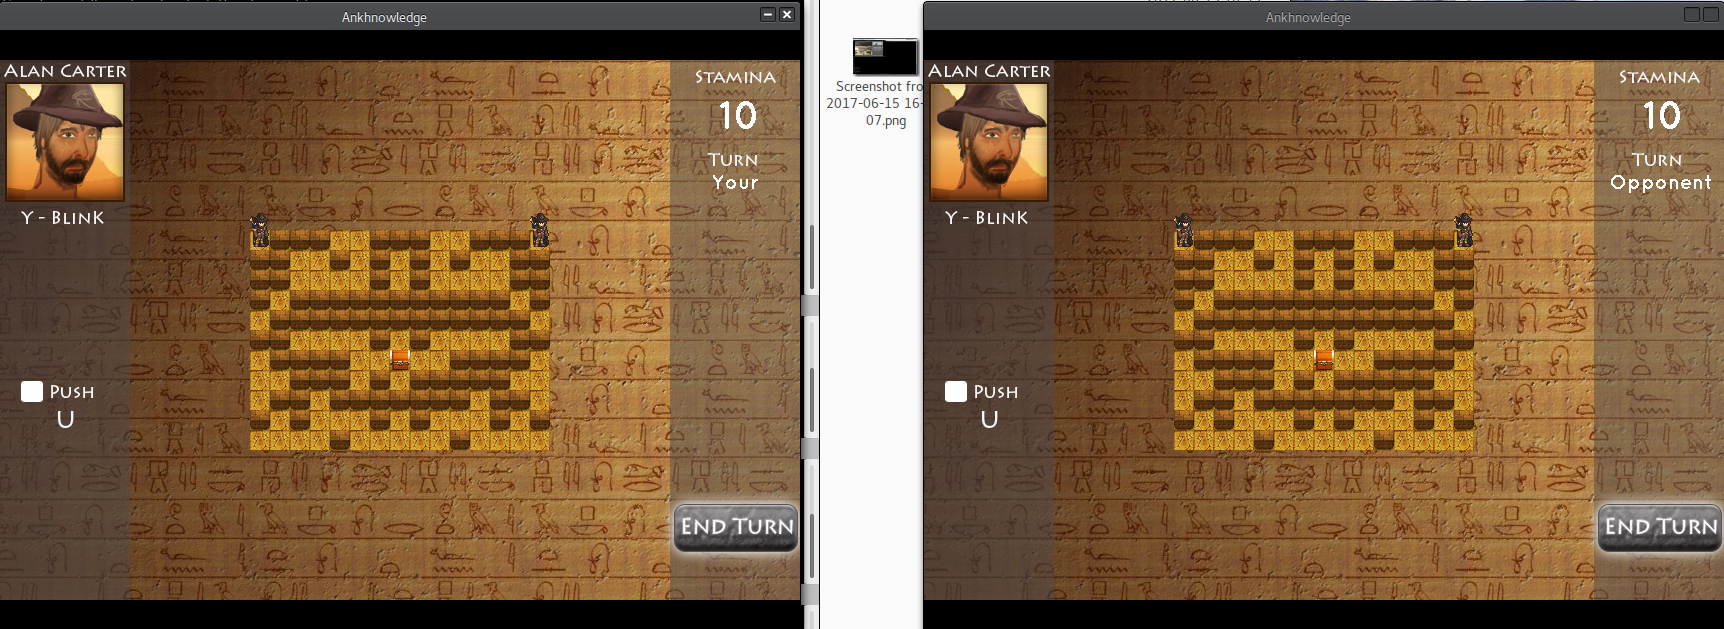 Ankhnowledge
Alan Carter
Y - Blink
Push
U
Stamina
10
Turn
Your
End Turn
Screenshot fro
2017-06-15 16-
07.png
Ankhnowledge
Alan Carter
Y - Blink
Push
U
Stamina
10
Turn
Opponent
End Turn